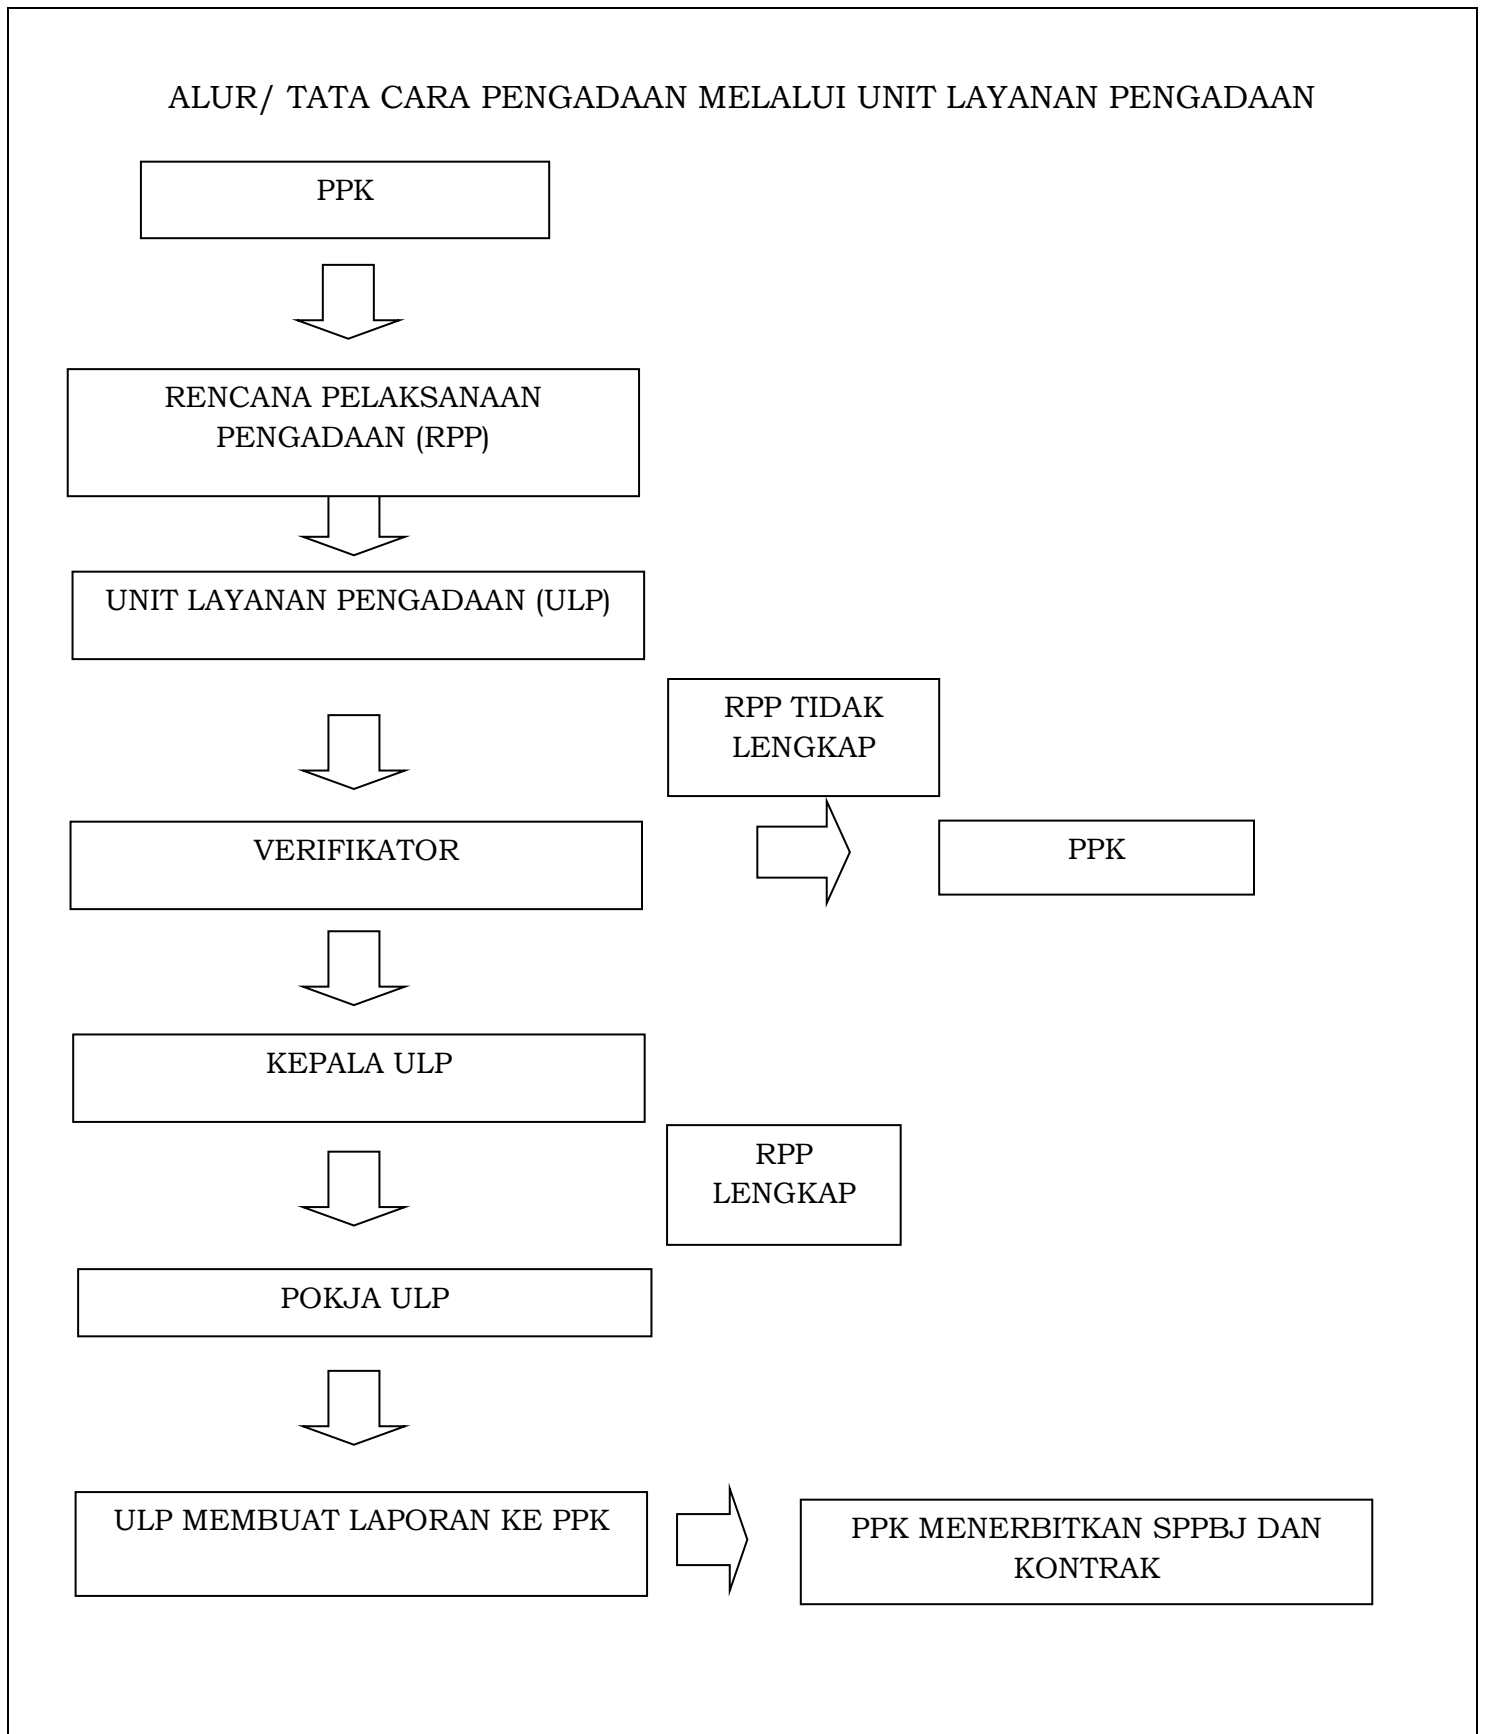 ALUR/ TATA CARA PENGADAAN MELALUI UNIT LAYANAN PENGADAAN
PPK
RENCANA PELAKSANAAN
PENGADAAN (RPP)
UNIT LAYANAN PENGADAAN (ULP)
RPP TIDAK
LENGKAP
VERIFIKATOR
PPK
KEPALA ULP
RPP
LENGKAP
POKJA ULP
ULP MEMBUAT LAPORAN KE PPK
PPK MENERBITKAN SPPBJ DAN
KONTRAK